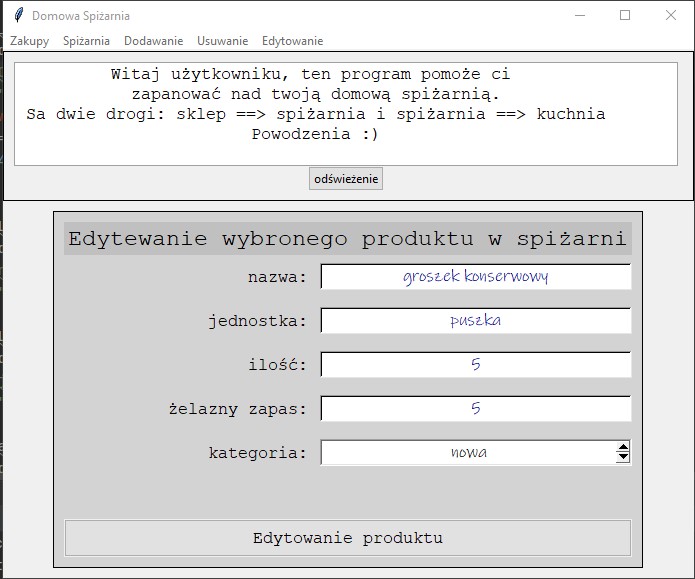 Domowa Spiżarnia
Zakupy Spiżarnia Dodawanie Usuwanie Edytowanie
Witaj użytkowniku, ten program pomoże ci
zapanować nad twoją domową spiżarnią.
Sa dwie drogi: sklep ==> spiżarnia i spiżarnia ==> kuchnia
Powodzenia :)
odświeżenie
Edytewanie wybronego produktu w spiżarni
nazwa: groszek konserwowy
jednostka: puszka
ilość: 5
żelazny zapas: 5
kategoria: nowa
Edytowanie produktu